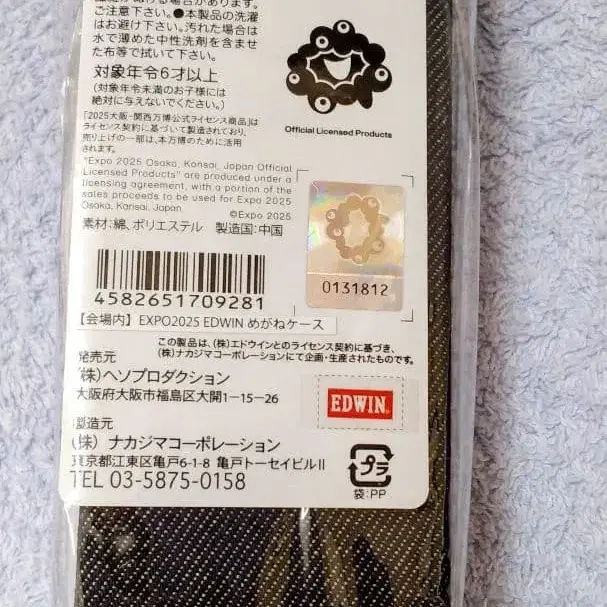 ご注意下さい。●本製品の洗濯
はお避け下さい。汚れた場合は
水で薄めた中性洗剤を含ませ
た布等で拭いて下さい。
対象年令6才以上
(対象年令未満のお子様には
絶対に与えないでください。)
「2025大阪・関西万博公式ライセンス商品」は
ライセンス契約に基づいて製造されており、
売り上げの一部は、本万博のために活用
されます。
"Expo 2025 Osaka, Kansai, Japan Official
Licensed Products" are produced under a
licensing agreement, with a portion of the
sales proceeds to be used for Expo 2025
Osaka, Kansai, Japan.
©Expo 2025
素材:綿、ポリエステル 製造国:中国
Official Licensed Products
0131812
4582651709281
【会場内】EXPO2025 EDWIN めがねケース
この製品は、(株)エドウインとのライセンス契約に基づき、
(株)ナカジマコーポレーションにて企画・生産されたものです。
発売元
(株)ヘソプロダクション
大阪府大阪市福島区大開1-15-26
EDWIN
製造元
(株) ナカジマコーポレーション
東京都江東区亀戸6-1-8 亀戸トーセイビルII
TEL 03-5875-0158
プラ
袋:PP